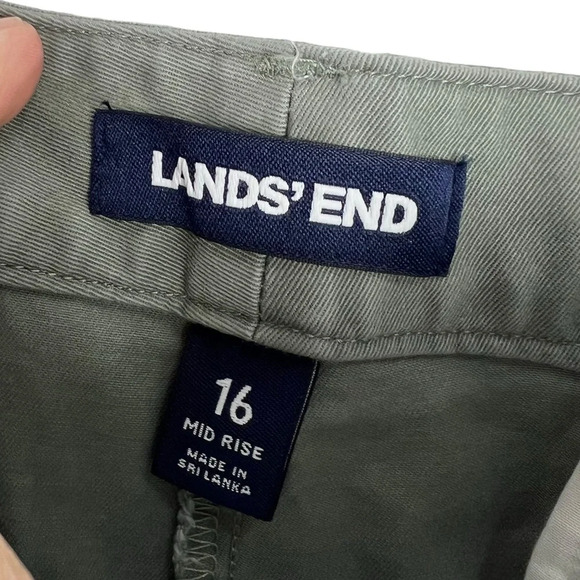 LANDS' END
16
MID RISE
MADE IN
SRI LANKA